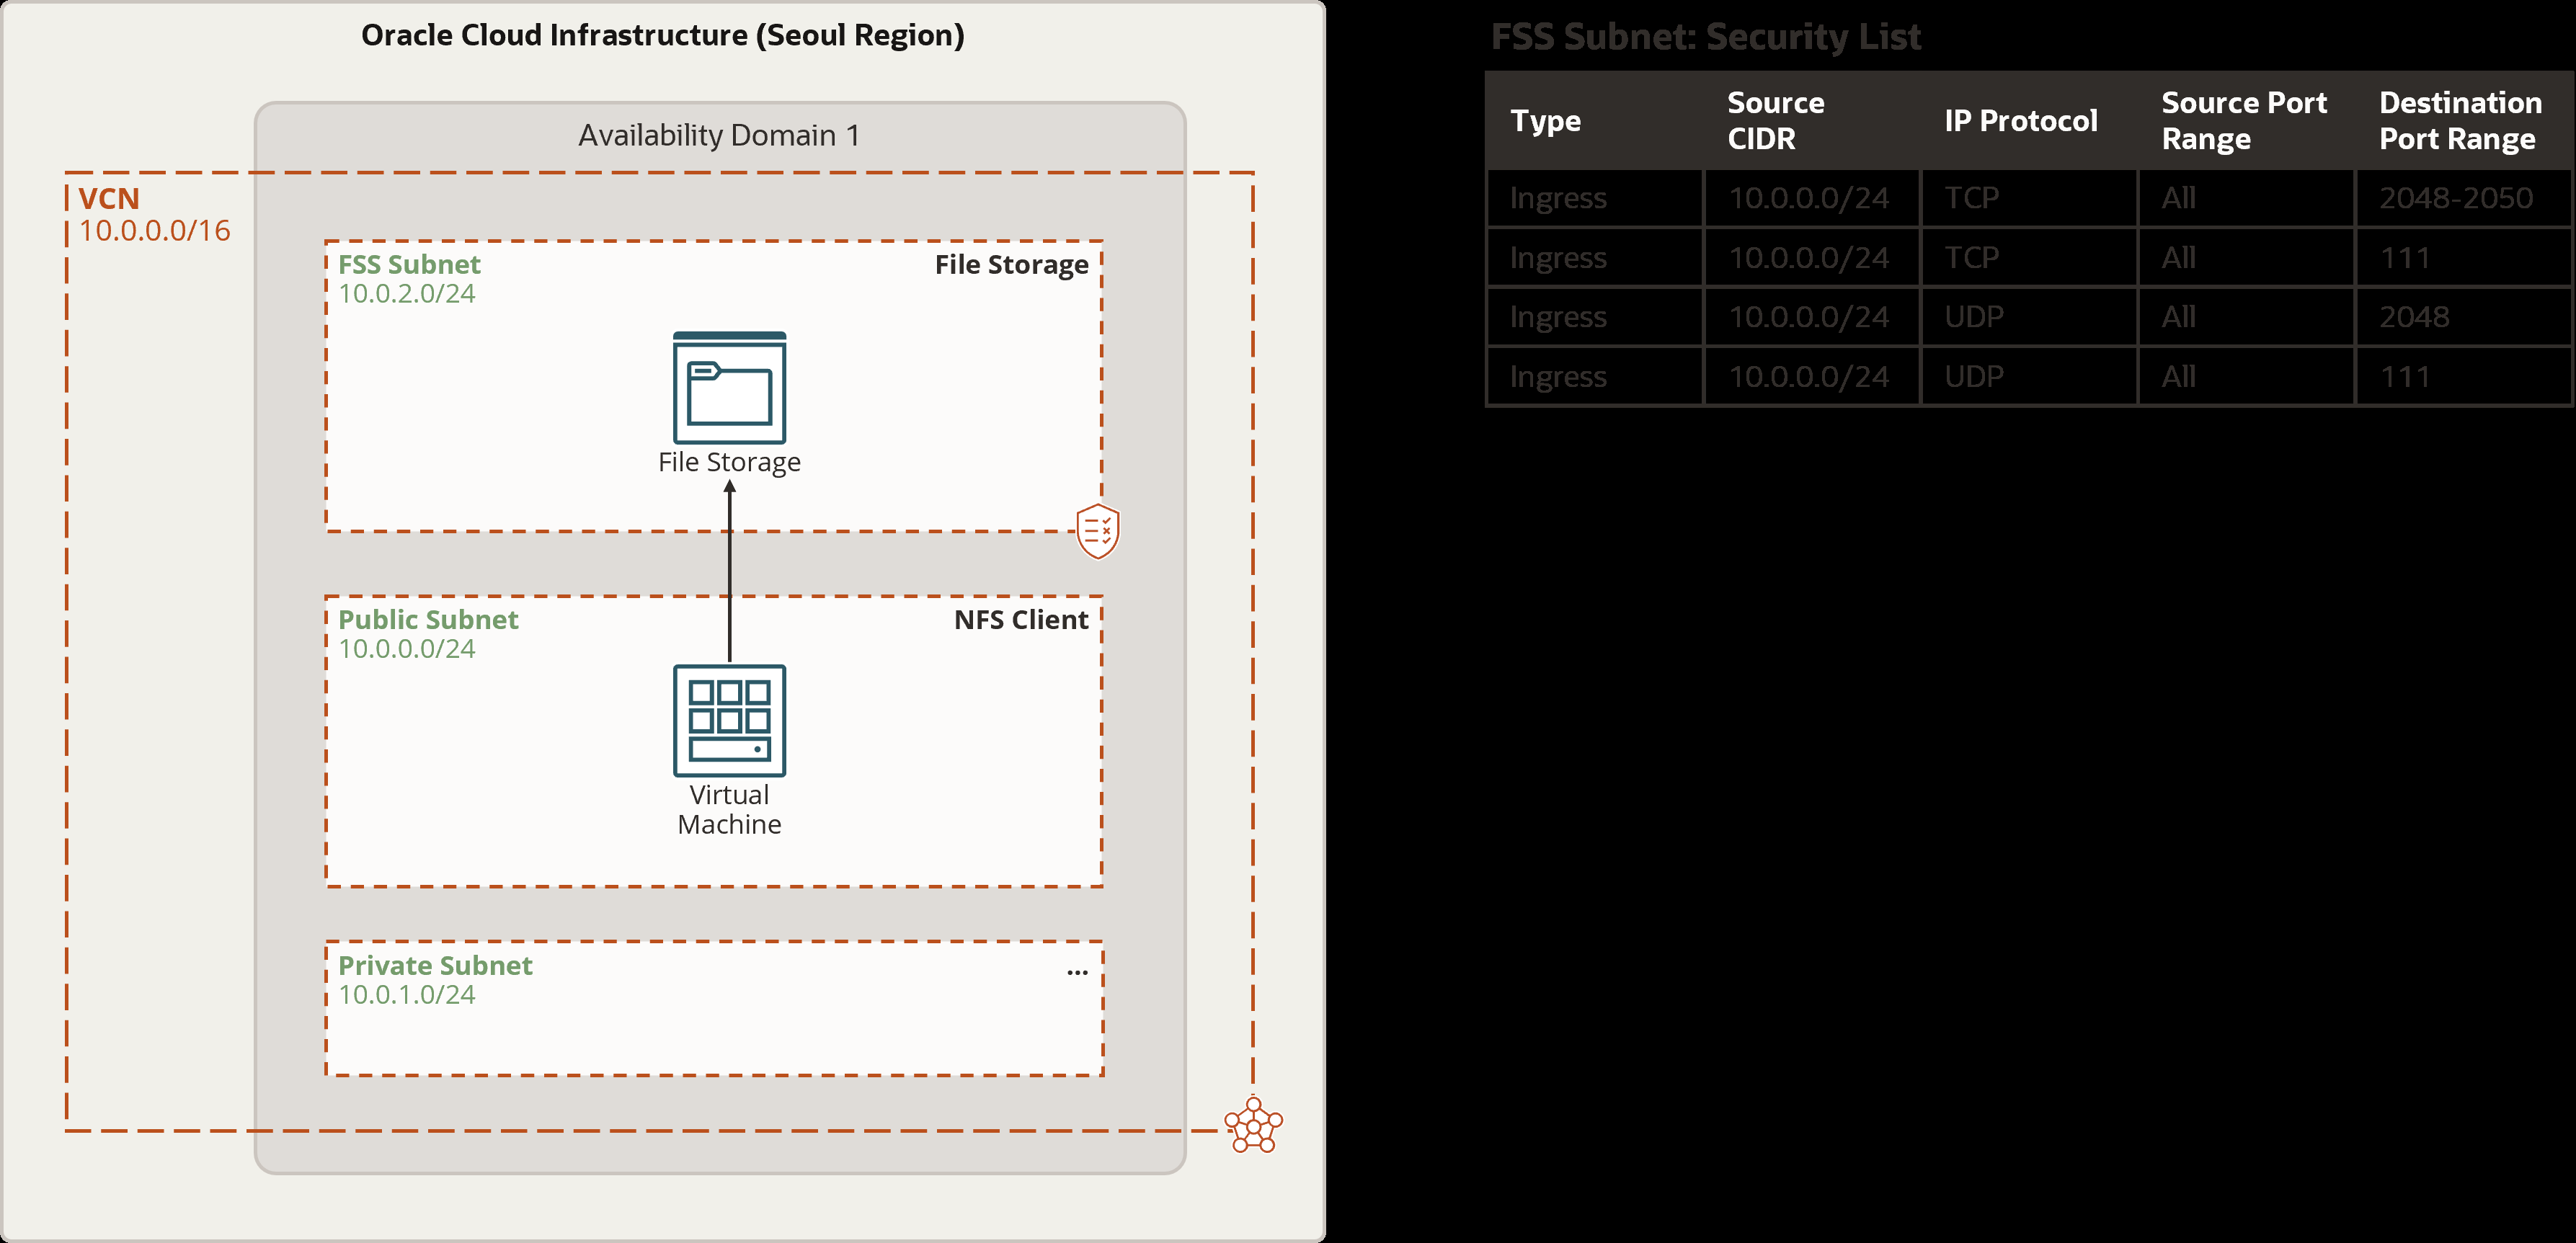 Oracle Cloud Infrastructure (Seoul Region)
Availability Domain 1
VCN
10.0.0.0/16
FSS Subnet
10.0.2.0/24
File Storage
File Storage
Public Subnet
10.0.0.0/24
NFS Client
Virtual
Machine
Private Subnet
10.0.1.0/24
...
FSS Subnet: Security List
Type Source CIDR IP Protocol Source Port Range Destination Port Range
Ingress 10.0.0.0/24 TCP All 2048-2050
Ingress 10.0.0.0/24 TCP All 111
Ingress 10.0.0.0/24 UDP All 2048
Ingress 10.0.0.0/24 UDP All 111